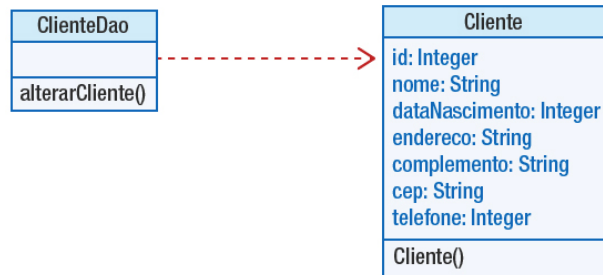 ClienteDao
alterarCliente()
Cliente
id: Integer
nome: String
dataNascimento: Integer
endereco: String
complemento: String
cep: String
telefone: Integer
Cliente()